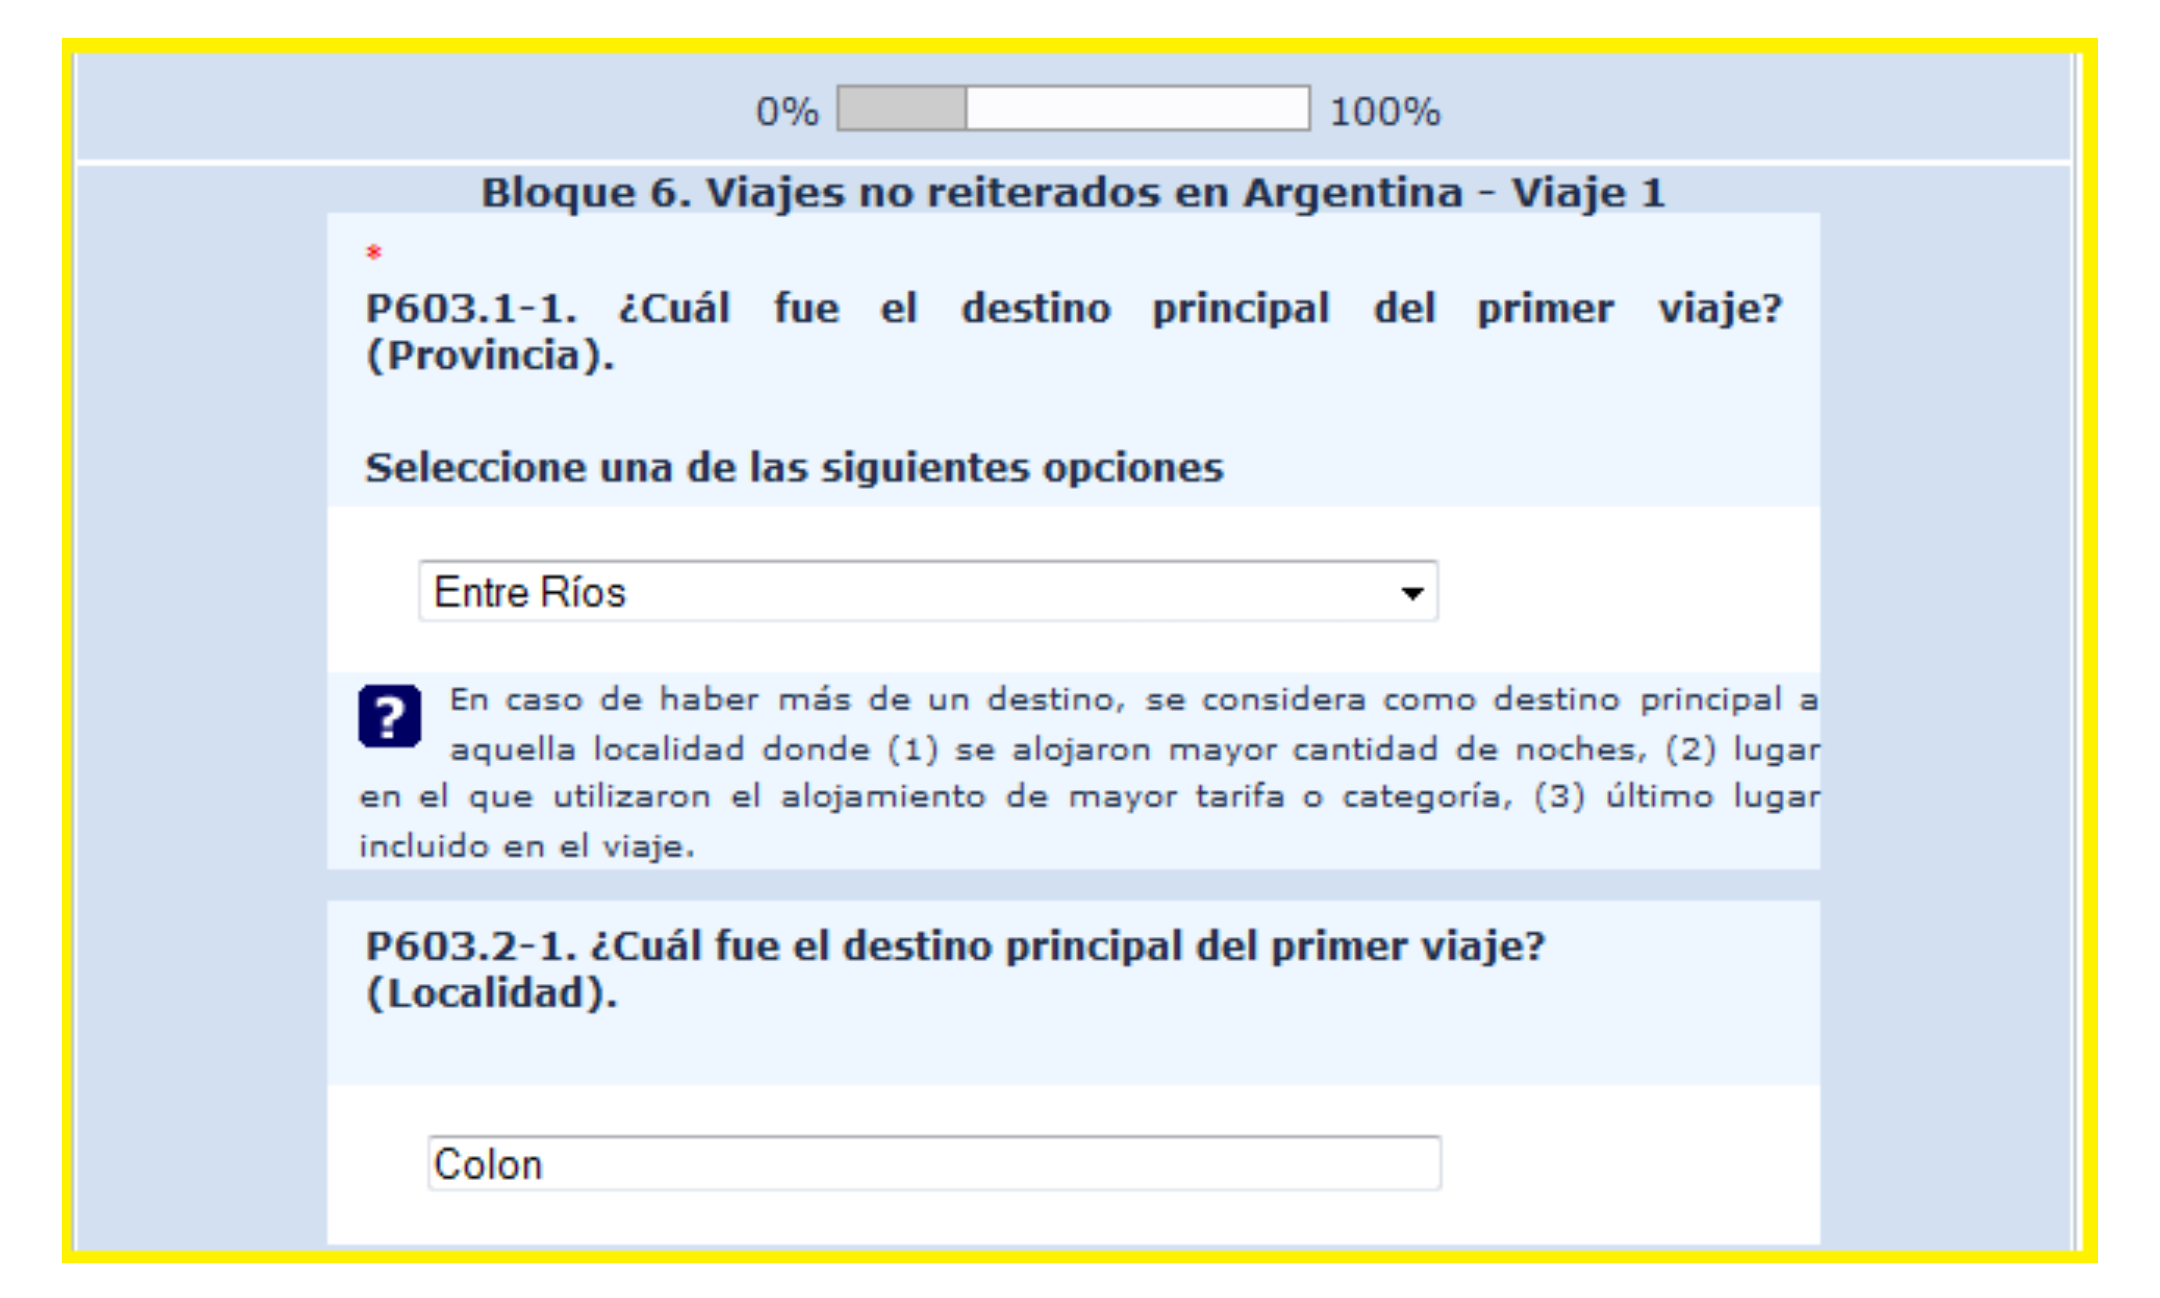 0% 100%
Bloque 6. Viajes no reiterados en Argentina - Viaje 1
*
P603.1-1. ¿Cuál fue el destino principal del primer viaje?
(Provincia).
Seleccione una de las siguientes opciones
Entre Ríos
? En caso de haber más de un destino, se considera como destino principal a
aquella localidad donde (1) se alojaron mayor cantidad de noches, (2) lugar
en el que utilizaron el alojamiento de mayor tarifa o categoría, (3) último lugar
incluido en el viaje.
P603.2-1. ¿Cuál fue el destino principal del primer viaje?
(Localidad).
Colon